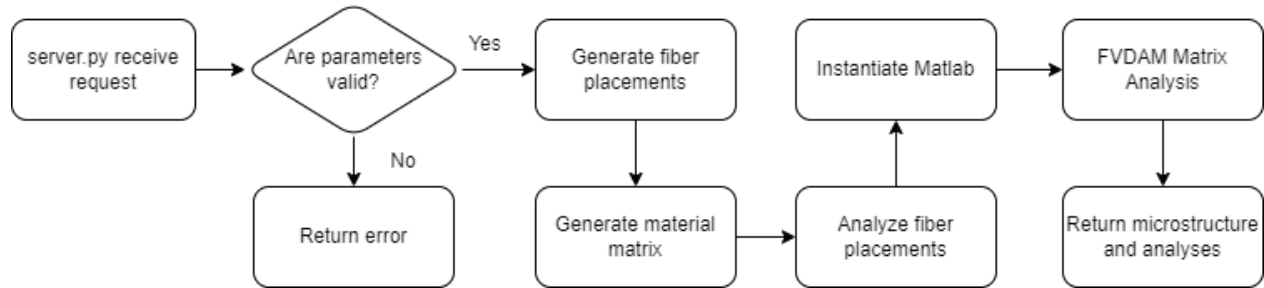 server.py receive
request
Are parameters
valid?
Yes
No
Return error
Generate fiber
placements
Generate material
matrix
Analyze fiber
placements
Instantiate Matlab
FVDAM Matrix
Analysis
Return microstructure
and analyses